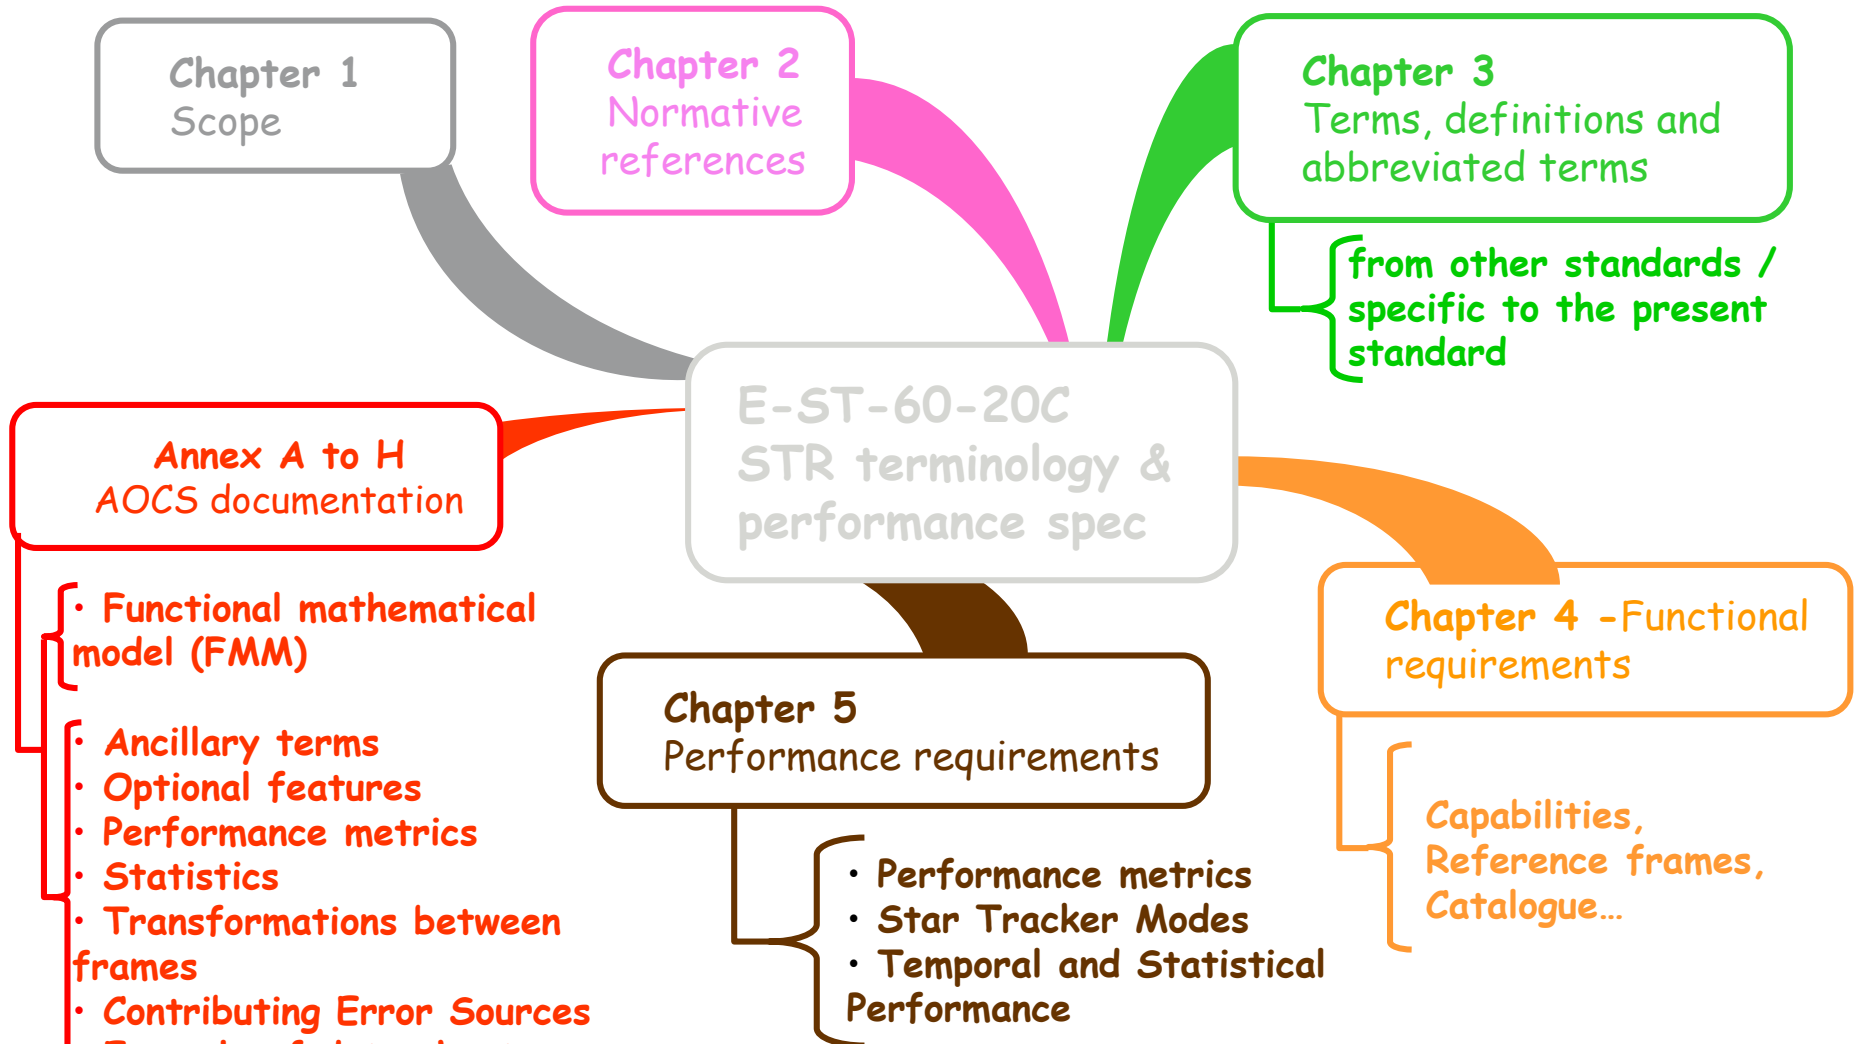 Chapter 1
Scope
Chapter 2
Normative
references
Chapter 3
Terms, definitions and
abbreviated terms
from other standards /
specific to the present
standard
E-ST-60-20C
STR terminology &
performance spec
Annex A to H
AOCS documentation
• Functional mathematical
model (FMM)
• Ancillary terms
• Optional features
• Performance metrics
• Statistics
• Transformations between
frames
• Contributing Error Sources
Chapter 5
Performance requirements
• Performance metrics
• Star Tracker Modes
• Temporal and Statistical
Performance
Chapter 4 -Functional
requirements
Capabilities,
Reference frames,
Catalogue…